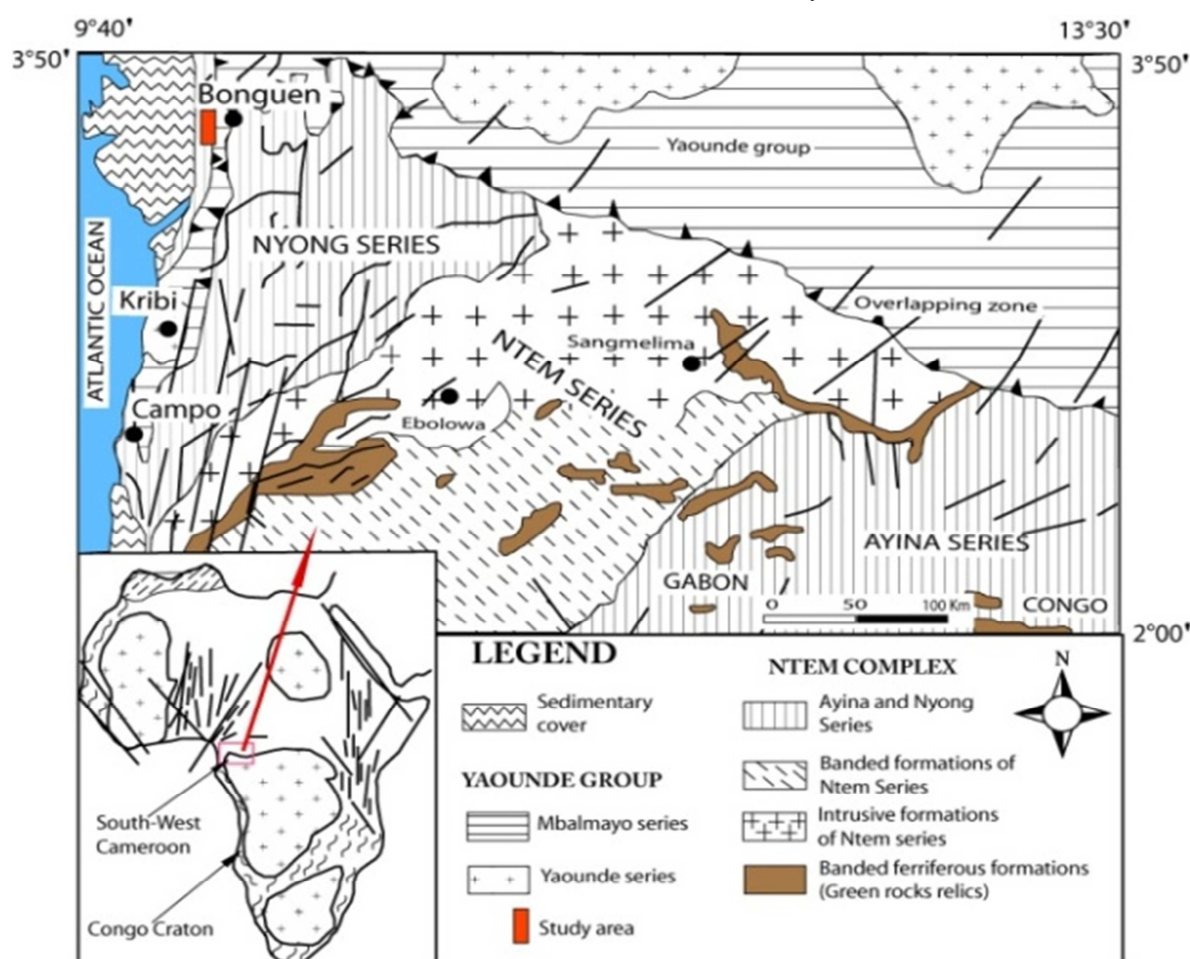 9°40'
13°30'
3°50'
3°50'
Bonguen
Yaounde group
ATLANTIC OCEAN
NYONG SERIES
Kribi
Overlapping zone
Sangmelima
NTEM SERIES
Campo
Ebolowa
AYINA SERIES
GABON
0 50 100 Km
CONGO
2°00'
South-West
Cameroon
Congo Craton
LEGEND
Sedimentary
cover
YAOUNDE GROUP
Mbalmayo series
Yaounde series
Study area
NTEM COMPLEX
Ayina and Nyong
Series
Banded formations of
Ntem Series
Intrusive formations
of Ntem series
Banded ferriferous formations
(Green rocks relics)
N